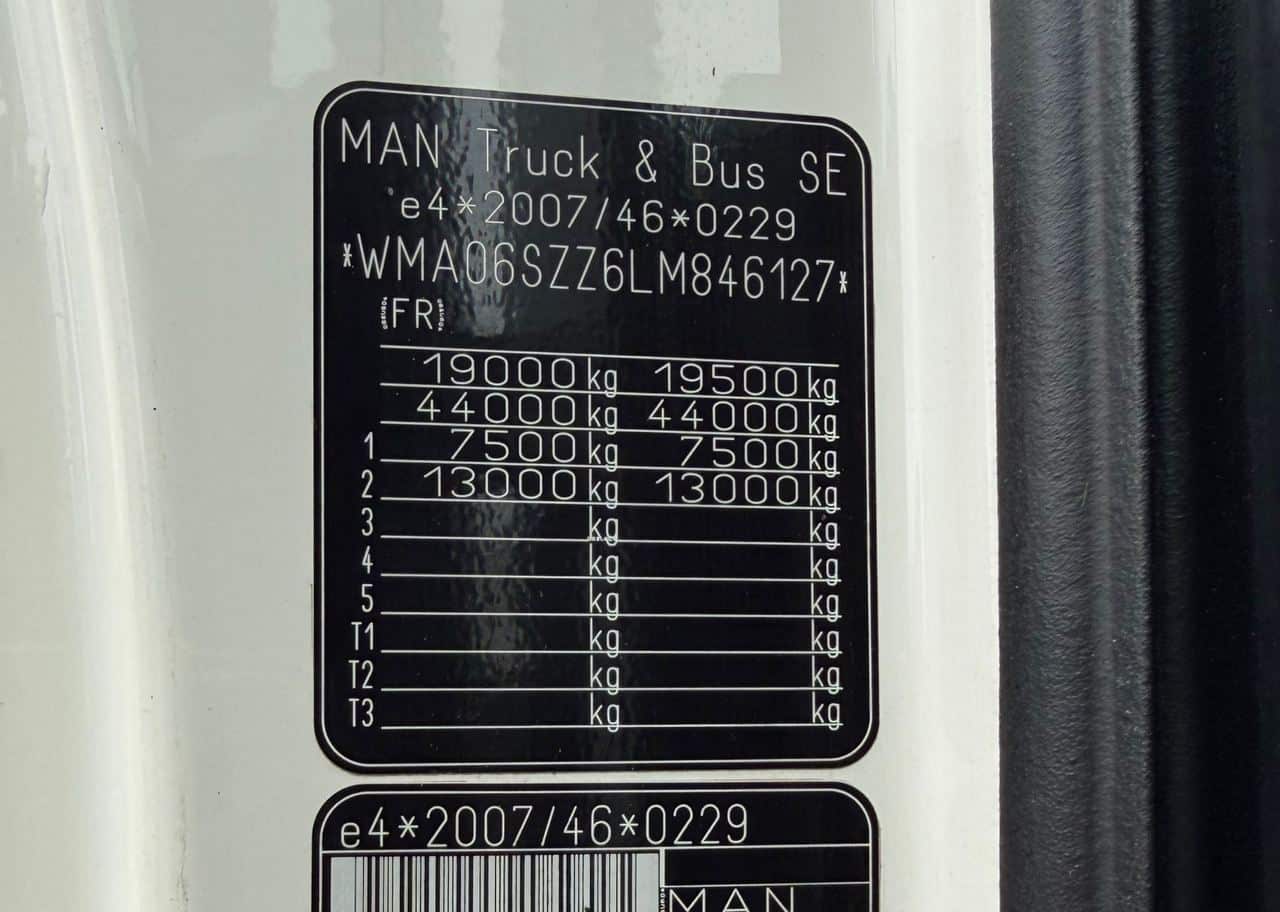 MAN Truck & Bus SE
e4*2007/46*0229
*WMA06SZZ6LM846127*
(FR)
19000 kg 19500 kg
44000 kg 44000 kg
1 7500 kg 7500 kg
2 13000 kg 13000 kg
3 kg kg
4 kg kg
5 kg kg
T1 kg kg
T2 kg kg
T3 kg kg
e4*2007/46*0229
MAN